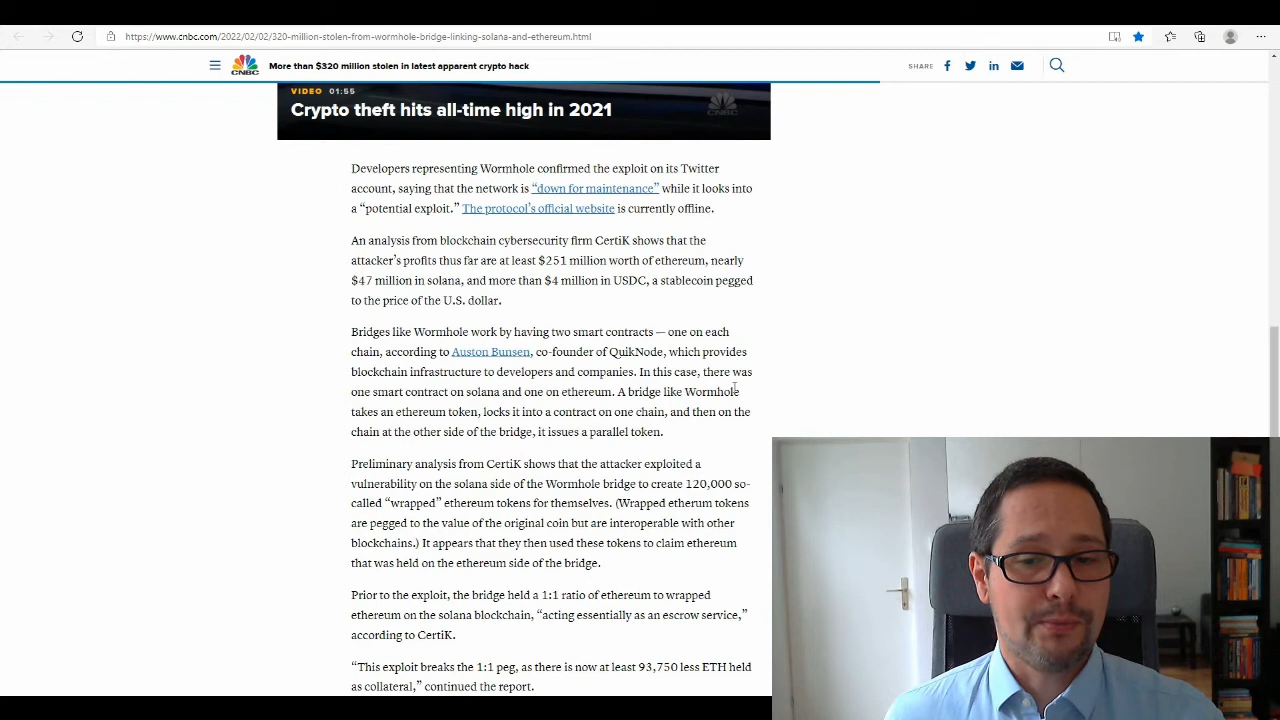 https://www.cnbc.com/2022/02/02/320-million-stolen-from-wormhole-bridge-linking-solana-and-ethereum.html
CNBC
More than $320 million stolen in latest apparent crypto hack
SHARE
VIDEO 01:55
Crypto theft hits all-time high in 2021
Developers representing Wormhole confirmed the exploit on its Twitter
account, saying that the network is “down for maintenance” while it looks into
a “potential exploit.” The protocol’s official website is currently offline.
An analysis from blockchain cybersecurity firm CertiK shows that the
attacker’s profits thus far are at least $251 million worth of ethereum, nearly
$47 million in solana, and more than $4 million in USDC, a stablecoin pegged
to the price of the U.S. dollar.
Bridges like Wormhole work by having two smart contracts — one on each
chain, according to Auston Bunsen, co-founder of QuikNode, which provides
blockchain infrastructure to developers and companies. In this case, there was
one smart contract on solana and one on ethereum. A bridge like Wormhole
takes an ethereum token, locks it into a contract on one chain, and then on the
chain at the other side of the bridge, it issues a parallel token.
Preliminary analysis from CertiK shows that the attacker exploited a
vulnerability on the solana side of the Wormhole bridge to create 120,000 so-
called “wrapped” ethereum tokens for themselves. (Wrapped etherum tokens
are pegged to the value of the original coin but are interoperable with other
blockchains.) It appears that they then used these tokens to claim ethereum
that was held on the ethereum side of the bridge.
Prior to the exploit, the bridge held a 1:1 ratio of ethereum to wrapped
ethereum on the solana blockchain, “acting essentially as an escrow service,”
according to CertiK.
“This exploit breaks the 1:1 peg, as there is now at least 93,750 less ETH held
as collateral,” continued the report.